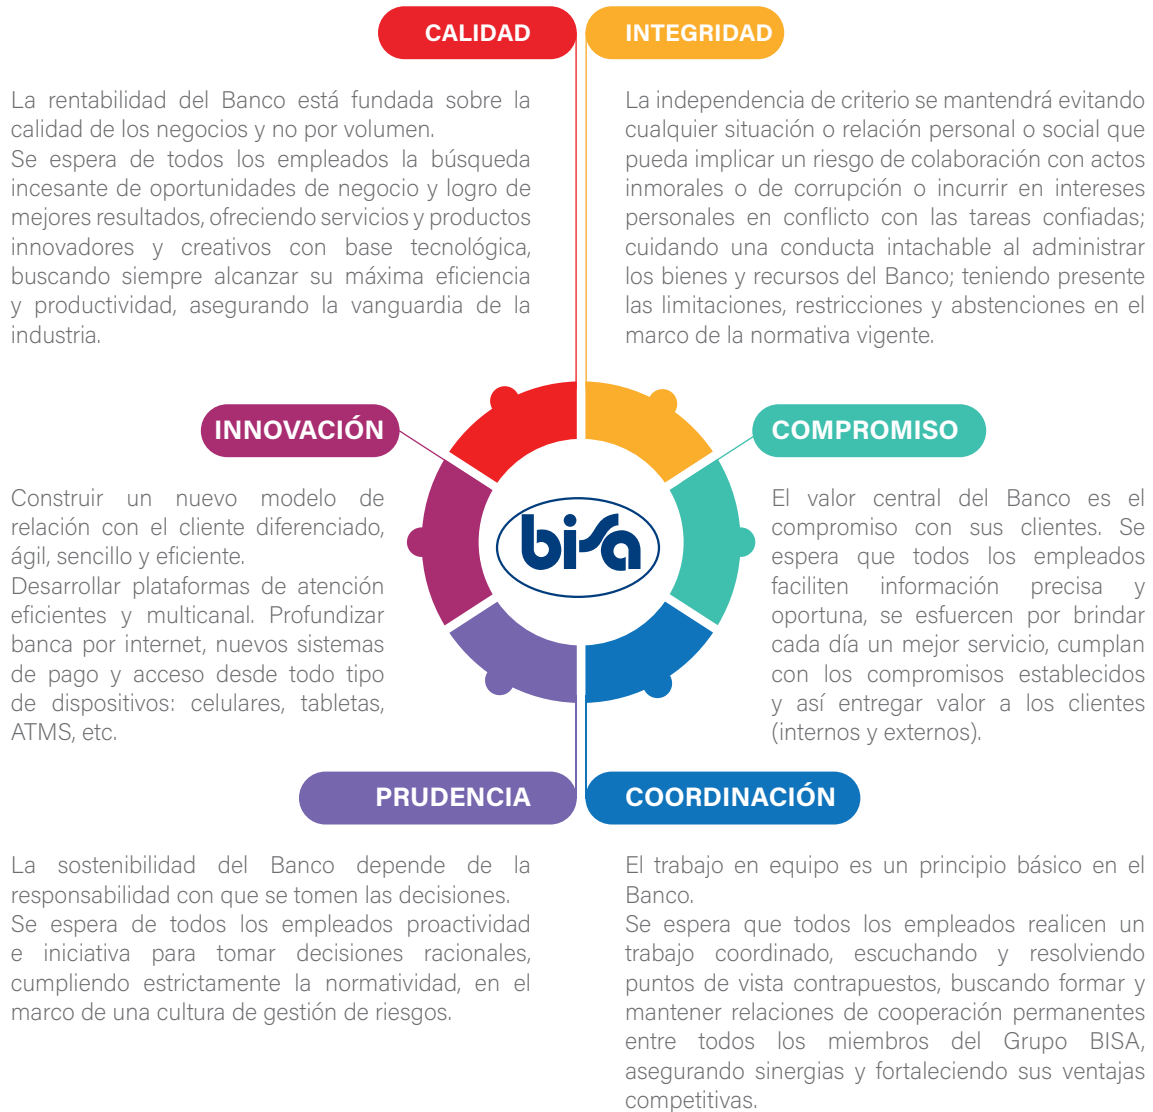 CALIDAD
La rentabilidad del Banco está fundada sobre la
calidad de los negocios y no por volumen.
Se espera de todos los empleados la búsqueda
incesante de oportunidades de negocio y logro de
mejores resultados, ofreciendo servicios y productos
innovadores y creativos con base tecnológica,
buscando siempre alcanzar su máxima eficiencia
y productividad, asegurando la vanguardia de la
industria.
INTEGRIDAD
La independencia de criterio se mantendrá evitando
cualquier situación o relación personal o social que
pueda implicar un riesgo de colaboración con actos
inmorales o de corrupción o incurrir en intereses
personales en conflicto con las tareas confiadas;
cuidando una conducta intachable al administrar
los bienes y recursos del Banco; teniendo presente
las limitaciones, restricciones y abstenciones en el
marco de la normativa vigente.
INNOVACIÓN
Construir un nuevo modelo de
relación con el cliente diferenciado,
ágil, sencillo y eficiente.
Desarrollar plataformas de atención
eficientes y multicanal. Profundizar
banca por internet, nuevos sistemas
de pago y acceso desde todo tipo
de dispositivos: celulares, tabletas,
ATMS, etc.
bisa
COMPROMISO
El valor central del Banco es el
compromiso con sus clientes. Se
espera que todos los empleados
faciliten información precisa y
oportuna, se esfuercen por brindar
cada día un mejor servicio, cumplan
con los compromisos establecidos
y así entregar valor a los clientes
(internos y externos).
PRUDENCIA
La sostenibilidad del Banco depende de la
responsabilidad con que se tomen las decisiones.
Se espera de todos los empleados proactividad
e iniciativa para tomar decisiones racionales,
cumpliendo estrictamente la normatividad, en el
marco de una cultura de gestión de riesgos.
COORDINACIÓN
El trabajo en equipo es un principio básico en el
Banco.
Se espera que todos los empleados realicen un
trabajo coordinado, escuchando y resolviendo
puntos de vista contrapuestos, buscando formar y
mantener relaciones de cooperación permanentes
entre todos los miembros del Grupo BISA,
asegurando sinergias y fortaleciendo sus ventajas
competitivas.